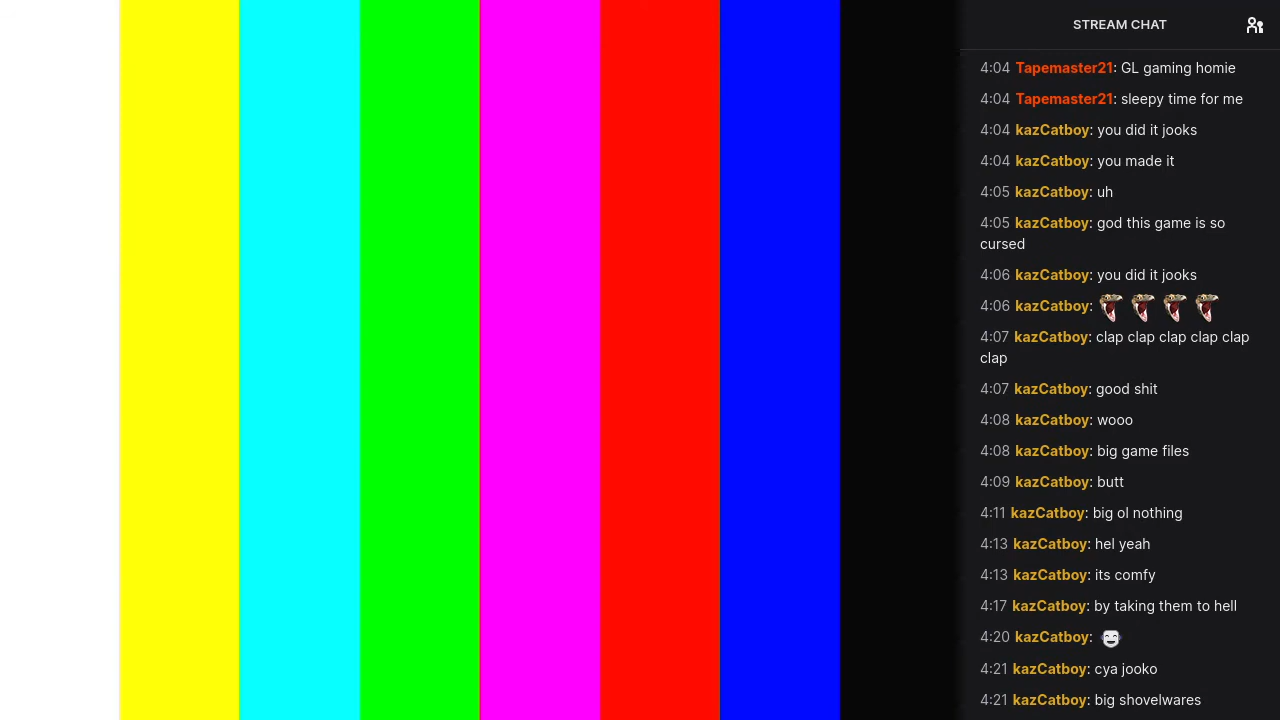 STREAM CHAT
4:04 Tapemaster21: GL gaming homie
4:04 Tapemaster21: sleepy time for me
4:04 kazCatboy: you did it jooks
4:04 kazCatboy: you made it
4:05 kazCatboy: uh
4:05 kazCatboy: god this game is so
cursed
4:06 kazCatboy: you did it jooks
4:06 kazCatboy:
4:07 kazCatboy: clap clap clap clap clap
clap
4:07 kazCatboy: good shit
4:08 kazCatboy: wooo
4:08 kazCatboy: big game files
4:09 kazCatboy: butt
4:11 kazCatboy: big ol nothing
4:13 kazCatboy: hel yeah
4:13 kazCatboy: its comfy
4:17 kazCatboy: by taking them to hell
4:20 kazCatboy:
4:21 kazCatboy: cya jooko
4:21 kazCatboy: big shovelwares